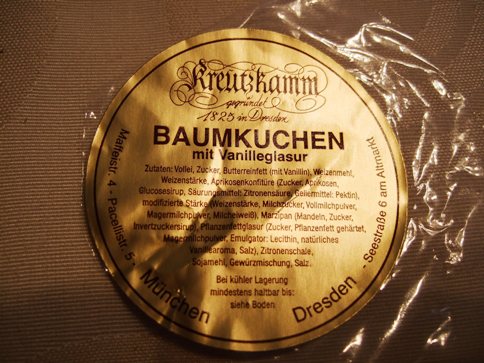 Kreutzkamm
gegründet
1825 in Dresden
BAUMKUCHEN
mit Vanilleglasur
Zutaten: Vollei, Zucker, Butterreinfett (mit Vanillin), Weizenmehl,
Weizenstärke, Aprikosenkonfitüre (Zucker, Aprikosen,
Glucosesirup, Säurungsmittel: Zitronensäure, Geliermittel: Pektin),
modifizierte Stärke (Weizenstärke, Milchzucker, Vollmilchpulver,
Magermilchpulver, Milcheiweiß), Marzipan (Mandeln, Zucker,
Invertzuckersirup), Pflanzenfettglasur (Zucker, Pflanzenfett gehärtet,
Magermilchpulver, Emulgator: Lecithin, natürliches
Vanillearoma, Salz), Zitronenschale,
Sojamehl, Gewürzmischung, Salz.
Bei kühler Lagerung
mindestens haltbar bis:
siehe Boden
Maffeistr. 4 · Pacellistr. 5 · München
Dresden - Seestraße 6 am Altmarkt